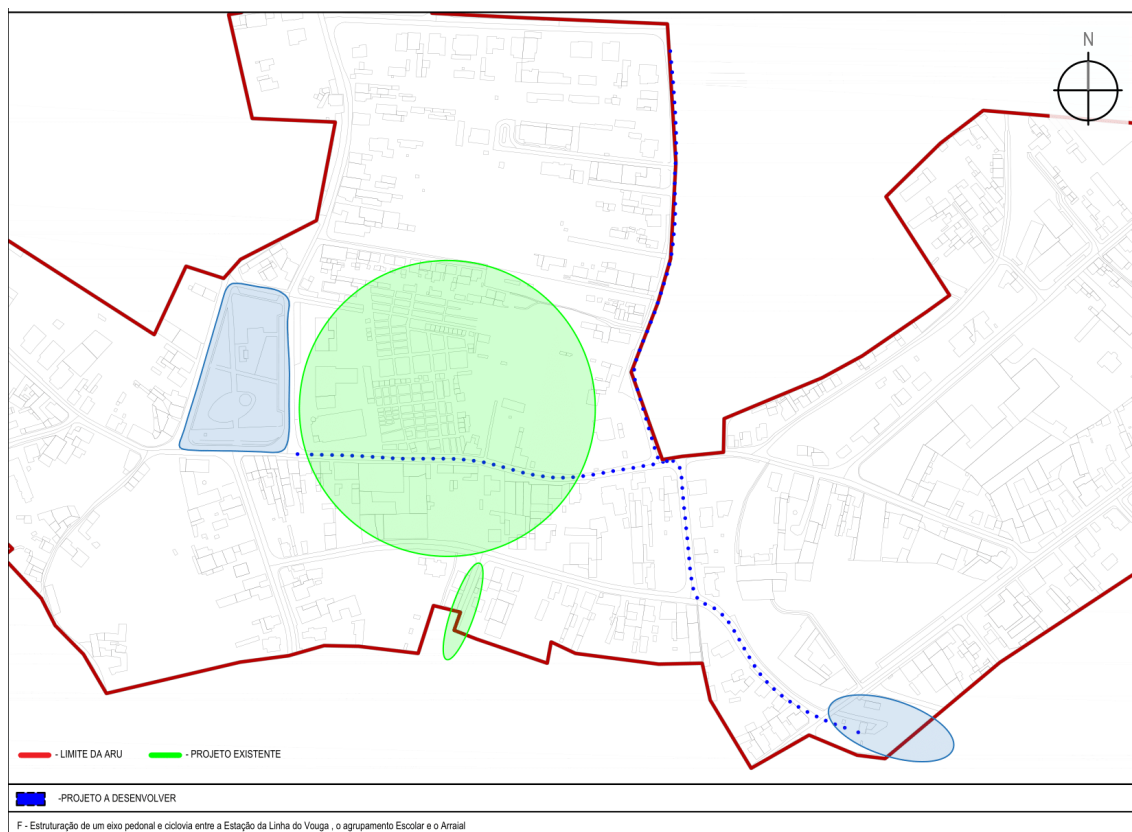 N
- LIMITE DA ARU
- PROJETO EXISTENTE
-PROJETO A DESENVOLVER
F - Estruturação de um eixo pedonal e ciclovia entre a Estação da Linha do Vouga , o agrupamento Escolar e o Arraial